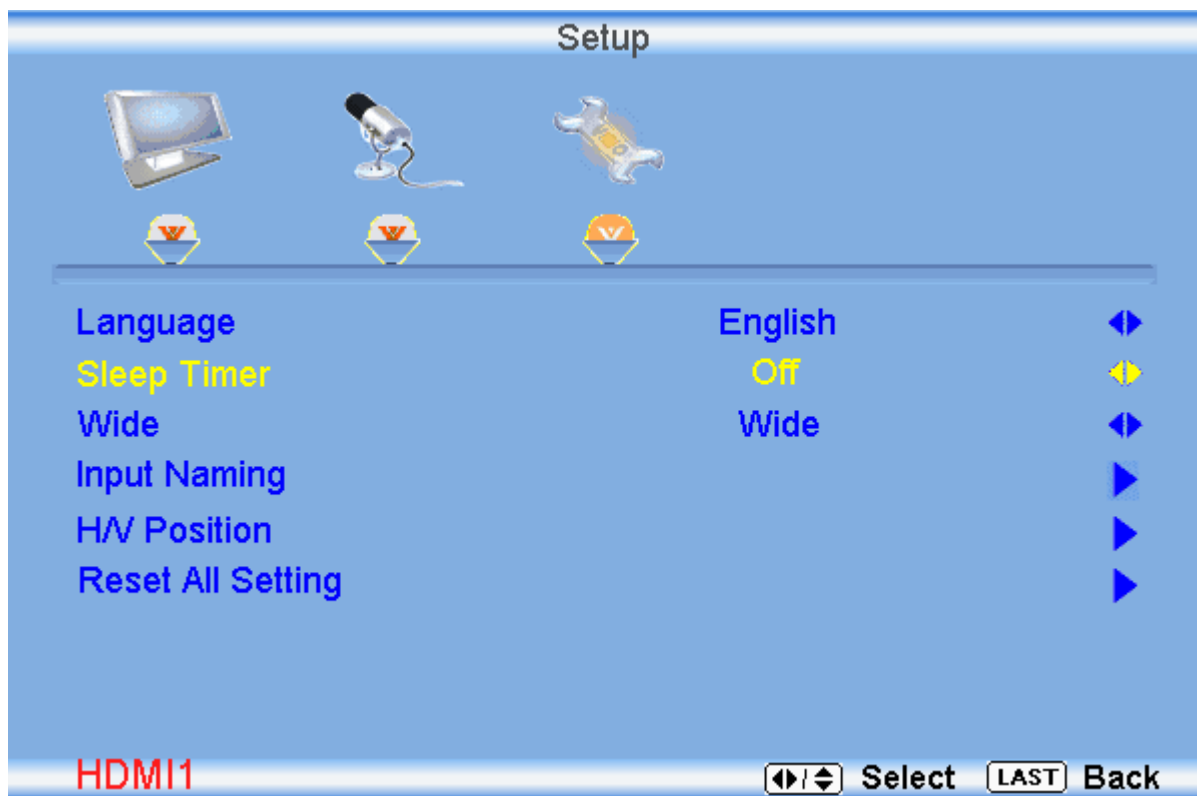 Setup
Language English
Sleep Timer Off
Wide Wide
Input Naming
H/V Position
Reset All Setting
HDMI1 Select LAST Back